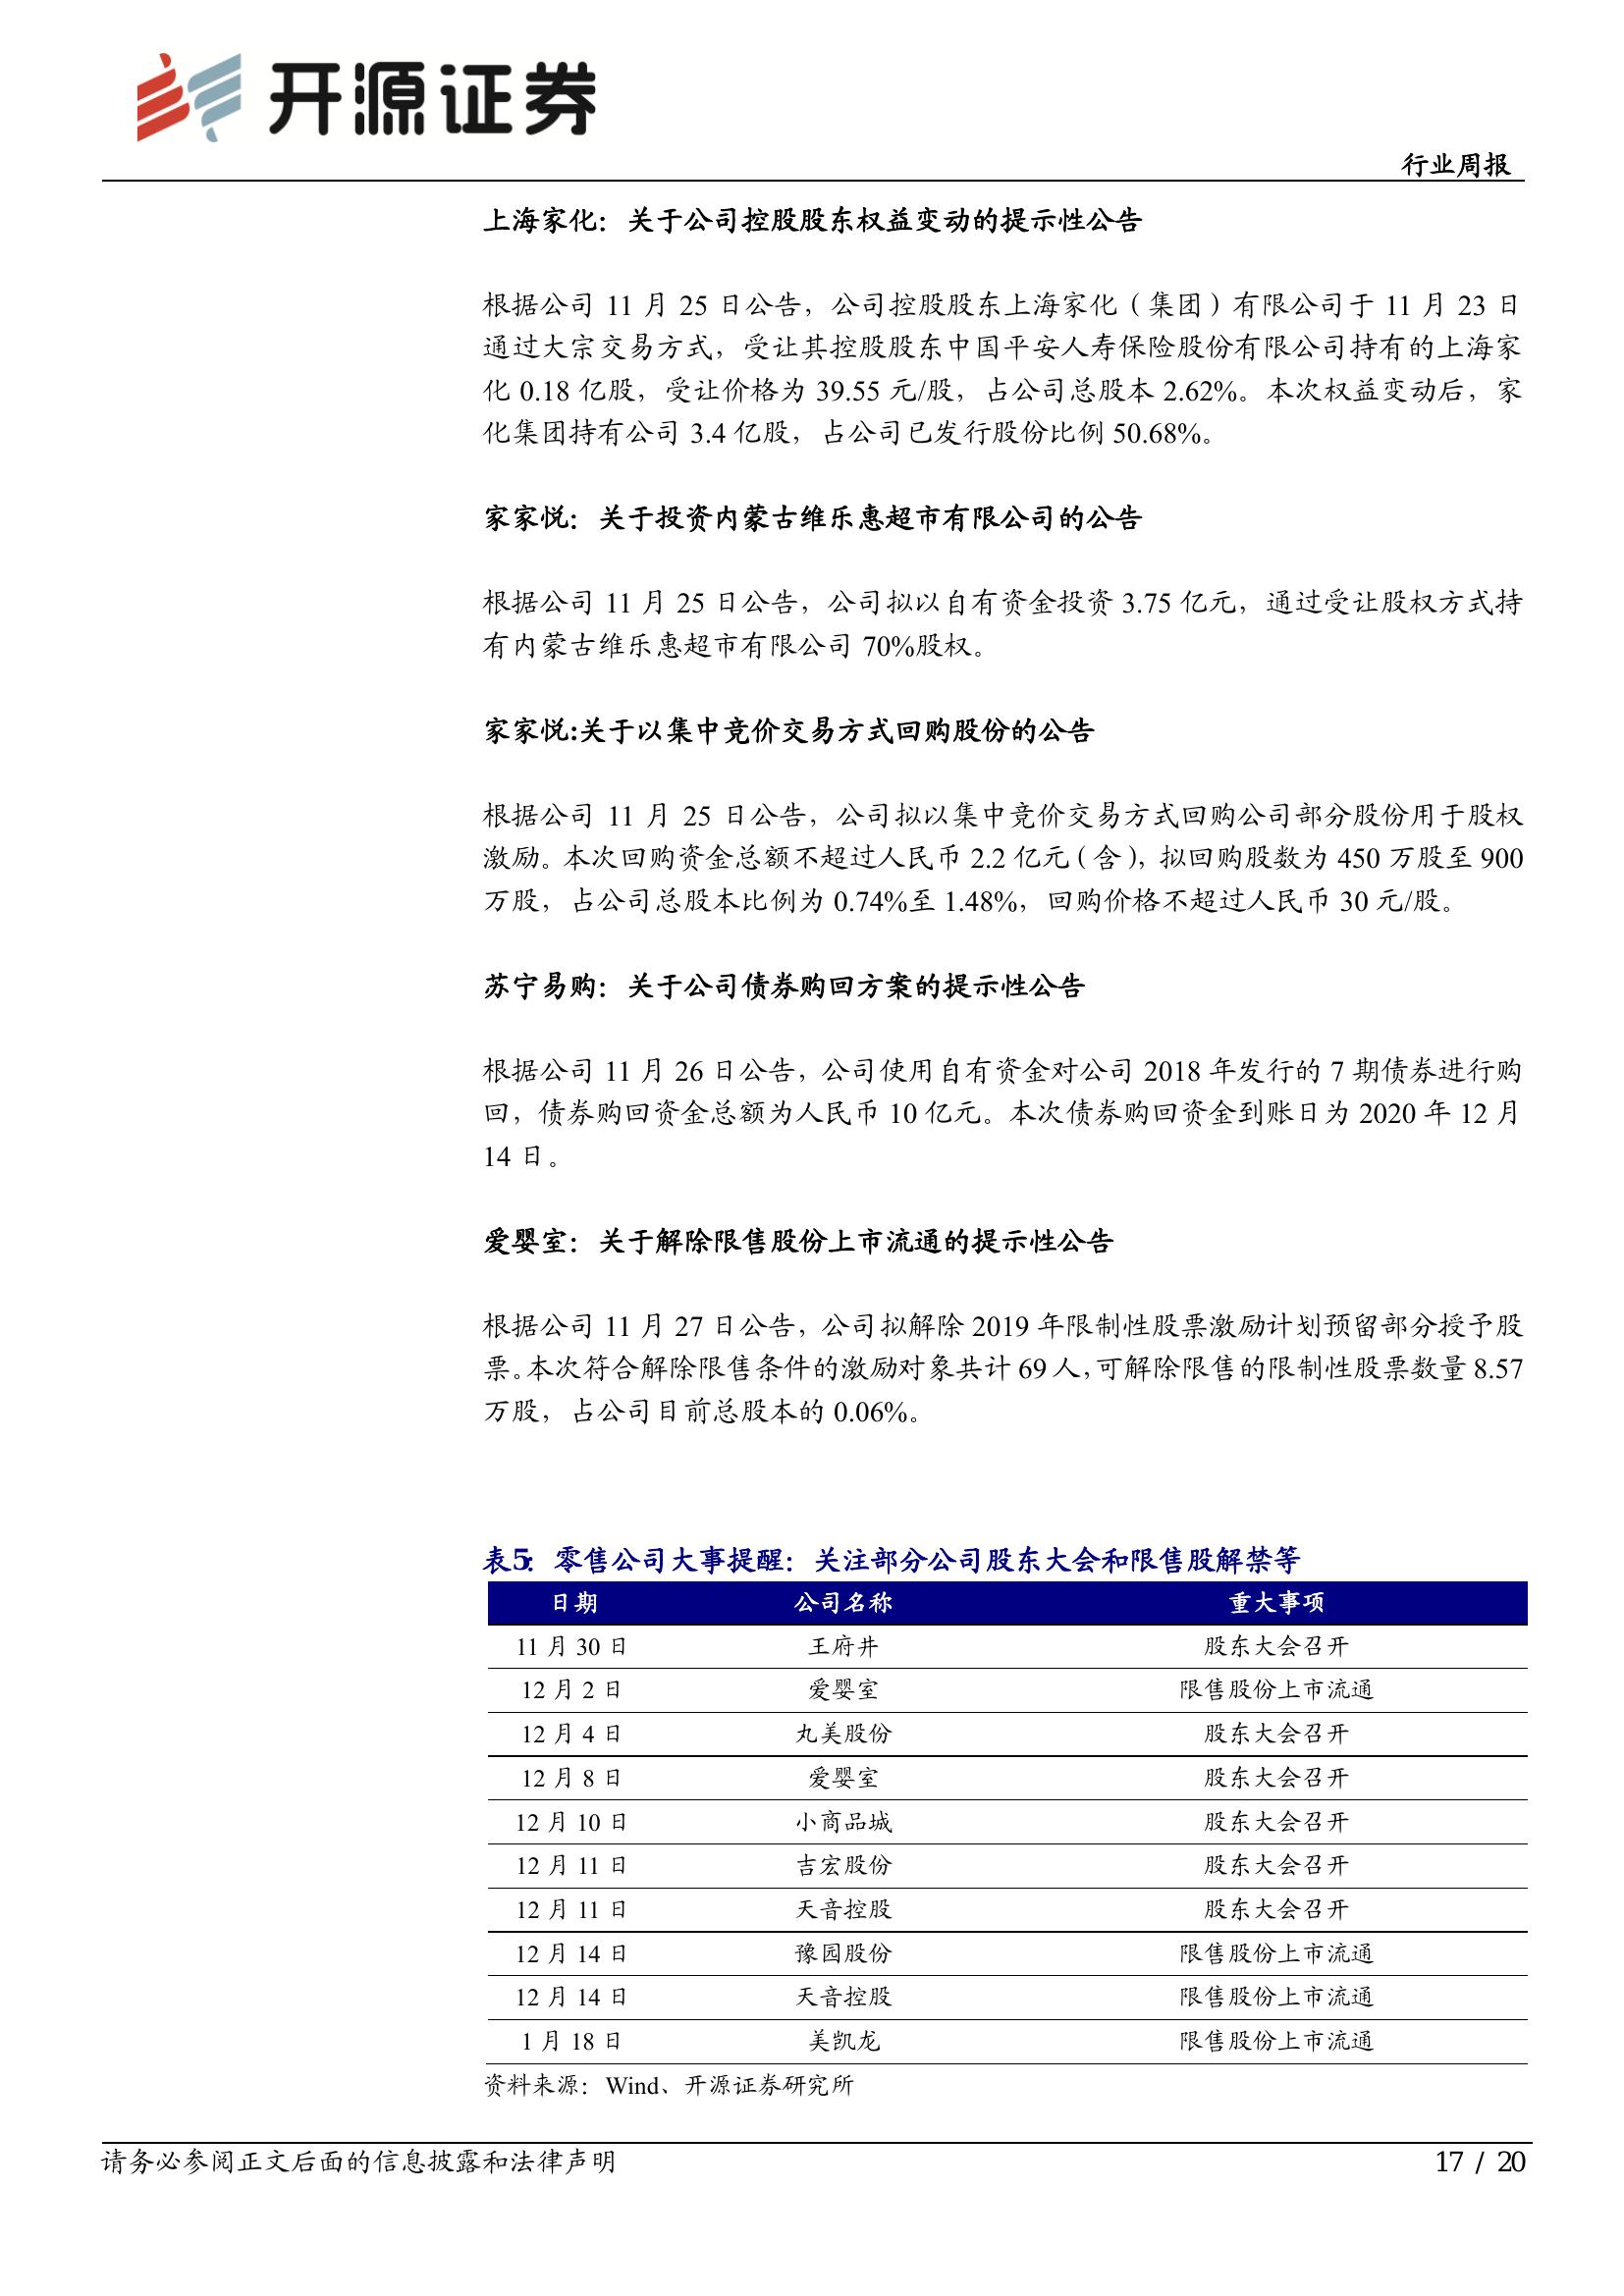 开源证券
行业周报
上海家化：关于公司控股股东权益变动的提示性公告
根据公司 11 月 25 日公告，公司控股股东上海家化（集团）有限公司于 11 月 23 日
通过大宗交易方式，受让其控股股东中国平安人寿保险股份有限公司持有的上海家
化 0.18 亿股，受让价格为 39.55 元/股，占公司总股本 2.62%。本次权益变动后，家
化集团持有公司 3.4 亿股，占公司已发行股份比例 50.68%。
家家悦：关于投资内蒙古维乐惠超市有限公司的公告
根据公司 11 月 25 日公告，公司拟以自有资金投资 3.75 亿元，通过受让股权方式持
有内蒙古维乐惠超市有限公司 70%股权。
家家悦:关于以集中竞价交易方式回购股份的公告
根据公司 11 月 25 日公告，公司拟以集中竞价交易方式回购公司部分股份用于股权
激励。本次回购资金总额不超过人民币 2.2 亿元（含），拟回购股数为 450 万股至 900
万股，占公司总股本比例为 0.74%至 1.48%，回购价格不超过人民币 30 元/股。
苏宁易购：关于公司债券购回方案的提示性公告
根据公司 11 月 26 日公告，公司使用自有资金对公司 2018 年发行的 7 期债券进行购
回，债券购回资金总额为人民币 10 亿元。本次债券购回资金到账日为 2020 年 12 月
14 日。
爱婴室：关于解除限售股份上市流通的提示性公告
根据公司 11 月 27 日公告，公司拟解除 2019 年限制性股票激励计划预留部分授予股
票。本次符合解除限售条件的激励对象共计 69 人，可解除限售的限制性股票数量 8.57
万股，占公司目前总股本的 0.06%。
表5：零售公司大事提醒：关注部分公司股东大会和限售股解禁等
日期 公司名称 重大事项
11 月 30 日 王府井 股东大会召开
12 月 2 日 爱婴室 限售股份上市流通
12 月 4 日 丸美股份 股东大会召开
12 月 8 日 爱婴室 股东大会召开
12 月 10 日 小商品城 股东大会召开
12 月 11 日 吉宏股份 股东大会召开
12 月 11 日 天音控股 股东大会召开
12 月 14 日 豫园股份 限售股份上市流通
12 月 14 日 天音控股 限售股份上市流通
1 月 18 日 美凯龙 限售股份上市流通
资料来源：Wind、开源证券研究所
请务必参阅正文后面的信息披露和法律声明 17 / 20